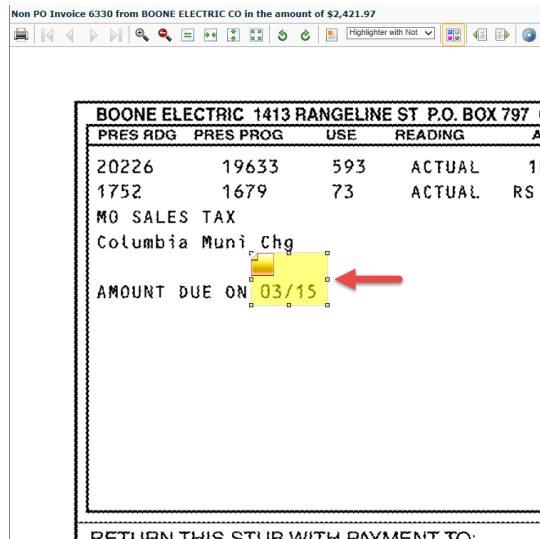 Non PO Invoice 6330 from BOONE ELECTRIC CO in the amount of $2,421.97
Highlighter with Not
BOONE ELECTRIC 1413 RANGELINE ST P.O. BOX 797
PRES RDG PRES PROG USE READING A
20226 19633 593 ACTUAL 1
1752 1679 73 ACTUAL RS
MO SALES TAX
Columbia Muni Chg
AMOUNT DUE ON 03/15
RETURN THIS STUB WITH PAYMENT TO: